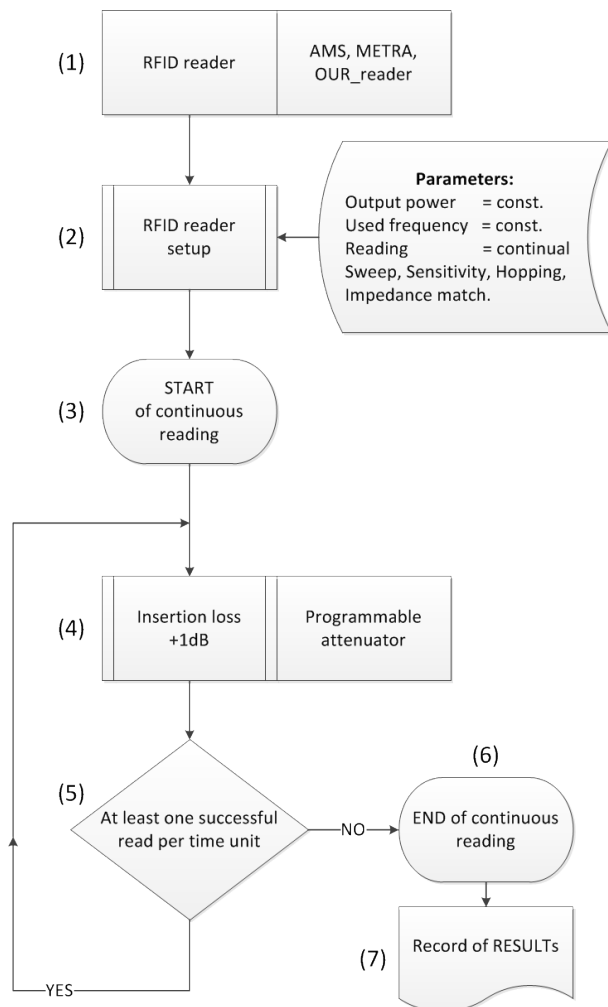 (1)
RFID reader
AMS, METRA,
OUR_reader
Parameters:
Output power = const.
Used frequency = const.
Reading = continual
Sweep, Sensitivity, Hopping,
Impedance match.
(2)
RFID reader
setup
(3)
START
of continuous
reading
(4)
Insertion loss
+1dB
Programmable
attenuator
(5)
At least one successful
read per time unit
NO
YES
(6)
END of continuous
reading
(7)
Record of RESULTs